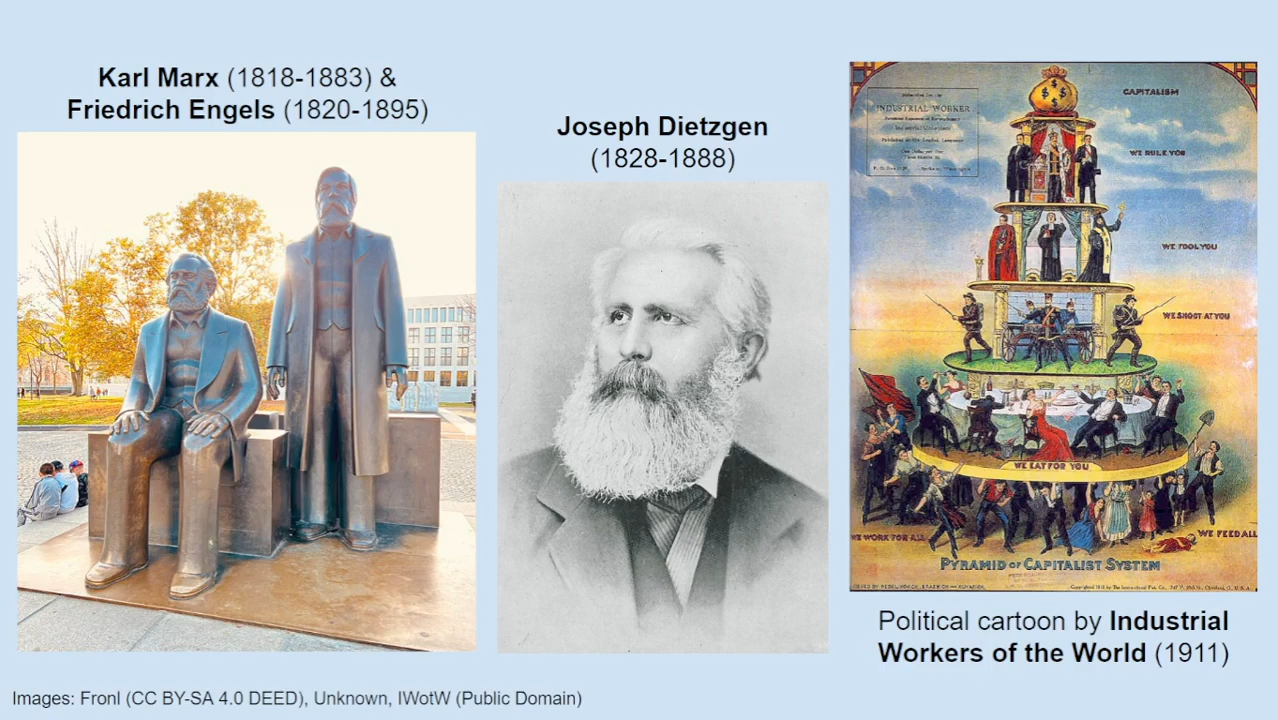 Karl Marx (1818-1883) &
Friedrich Engels (1820-1895)
Joseph Dietzgen
(1828-1888)
INDUSTRIAL WORKER
CAPITALISM
WE RULE YOU
WE FOOL YOU
WE SHOOT AT YOU
WE EAT FOR YOU
WE WORK FOR ALL
WE FEED ALL
PYRAMID OF CAPITALIST SYSTEM
Political cartoon by Industrial
Workers of the World (1911)
Images: Fronl (CC BY-SA 4.0 DEED), Unknown, IWotW (Public Domain)